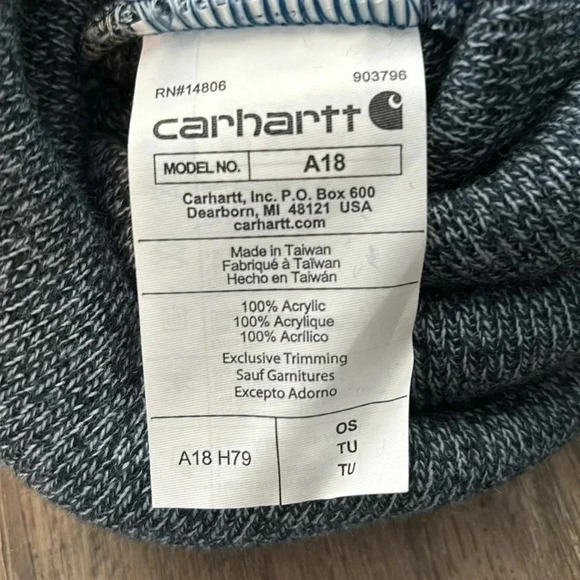 RN#14806 903796
carhartt
MODEL NO. A18
Carhartt, Inc. P.O. Box 600
Dearborn, MI 48121 USA
carhartt.com
Made in Taiwan
Fabriqué à Taïwan
Hecho en Taiwán
100% Acrylic
100% Acrylique
100% Acrílico
Exclusive Trimming
Sauf Garnitures
Excepto Adorno
A18 H79
OS
TU
TU